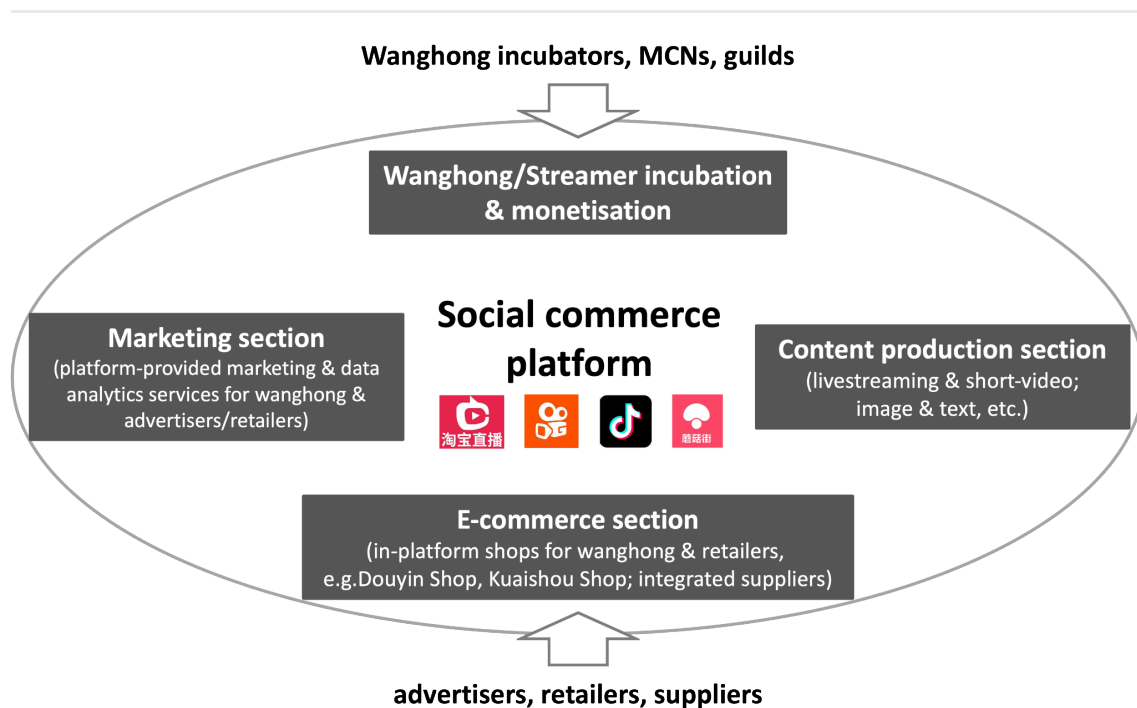 Wanghong incubators, MCNs, guilds
Wanghong/Streamer incubation
& monetisation
Social commerce
platform
Marketing section
(platform-provided marketing & data
analytics services for wanghong &
advertisers/retailers)
Content production section
(livestreaming & short-video;
image & text, etc.)
淘宝直播
蘑菇街
E-commerce section
(in-platform shops for wanghong & retailers,
e.g.Douyin Shop, Kuaishou Shop; integrated suppliers)
advertisers, retailers, suppliers